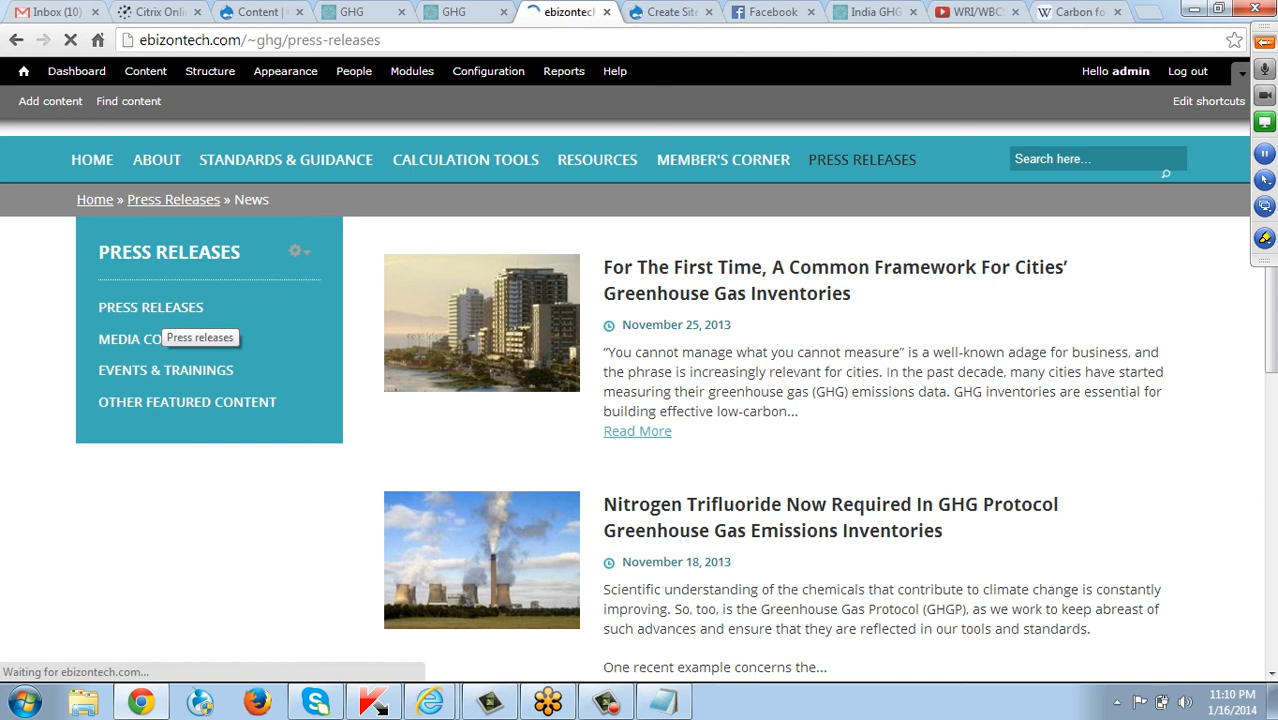 Inbox (10)
Citrix Onli
Content |
GHG
GHG
ebizontech
Create Site
Facebook
India GHG
WRI/WBC
Carbon fo
ebizontech.com/~ghg/press-releases
Dashboard Content Structure Appearance People Modules Configuration Reports Help
Hello admin Log out
Add content Find content
Edit shortcuts
HOME ABOUT STANDARDS & GUIDANCE CALCULATION TOOLS RESOURCES MEMBER'S CORNER PRESS RELEASES
Search here...
Home » Press Releases » News
PRESS RELEASES
PRESS RELEASES
MEDIA CO
Press releases
EVENTS & TRAININGS
OTHER FEATURED CONTENT
For The First Time, A Common Framework For Cities’
Greenhouse Gas Inventories
November 25, 2013
“You cannot manage what you cannot measure” is a well-known adage for business, and
the phrase is increasingly relevant for cities. In the past decade, many cities have started
measuring their greenhouse gas (GHG) emissions data. GHG inventories are essential for
building effective low-carbon...
Read More
Nitrogen Trifluoride Now Required In GHG Protocol
Greenhouse Gas Emissions Inventories
November 18, 2013
Scientific understanding of the chemicals that contribute to climate change is constantly
improving. So, too, is the Greenhouse Gas Protocol (GHGP), as we work to keep abreast of
such advances and ensure that they are reflected in our tools and standards.
One recent example concerns the...
Waiting for ebizontech.com...
11:10 PM
1/16/2014